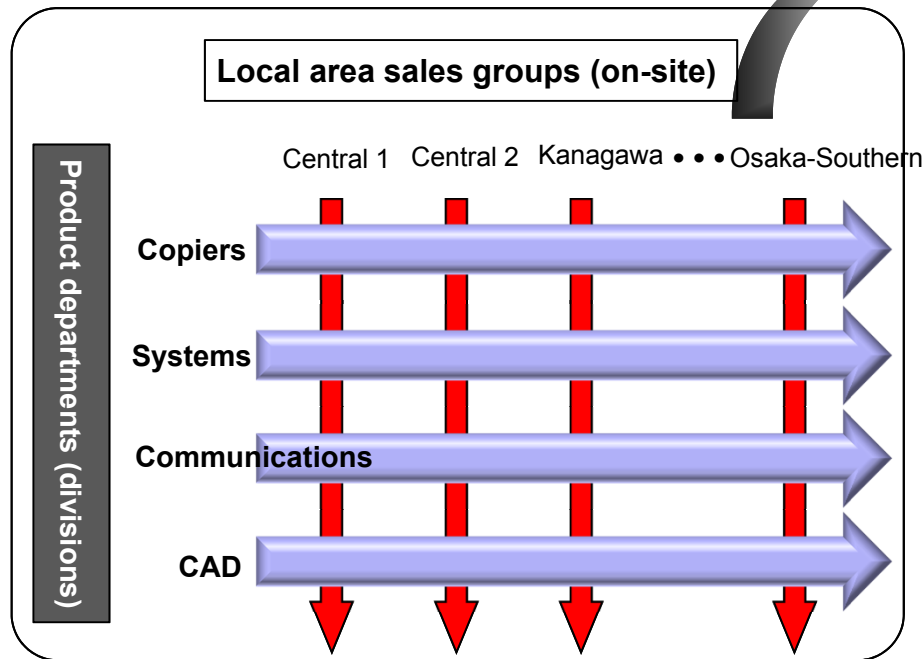 Local area sales groups (on-site)
Central 1 Central 2 Kanagawa • • • Osaka-Southern
Product departments (divisions)
Copiers
Systems
Communications
CAD